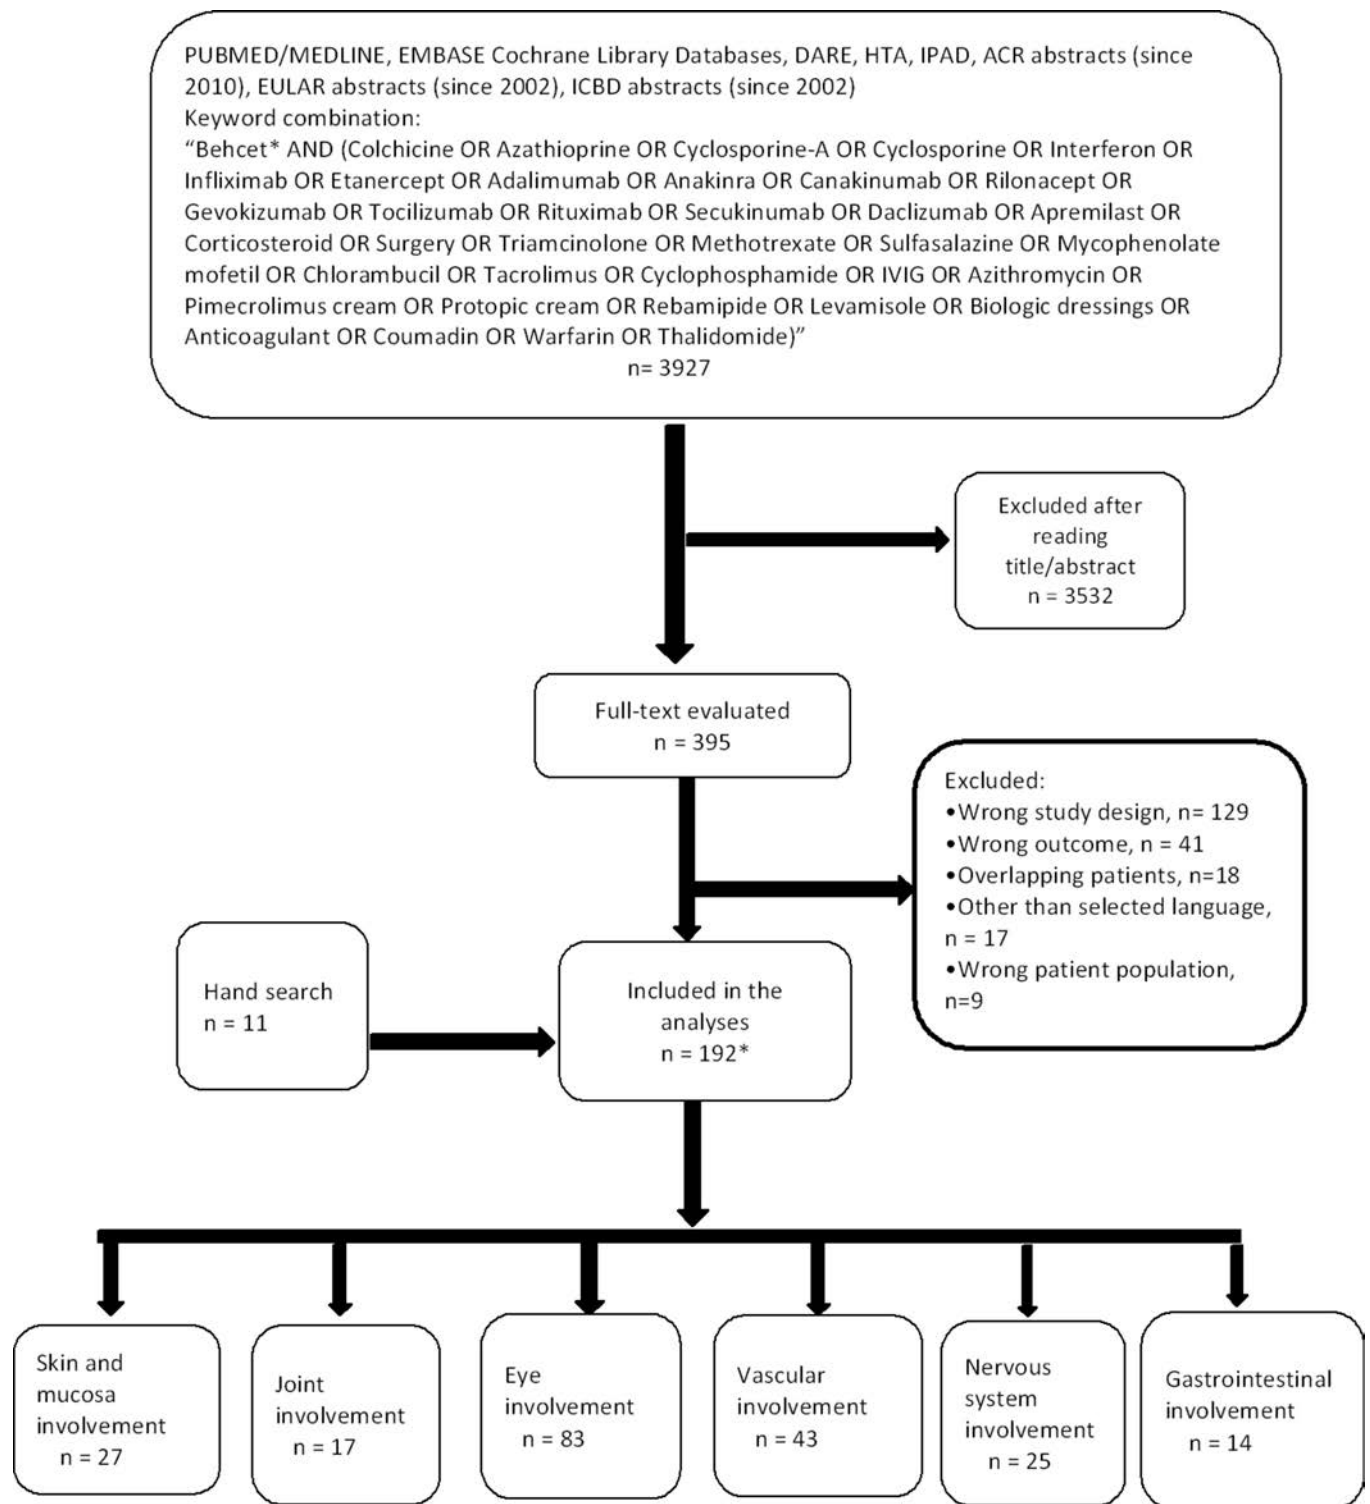 PUBMED/MEDLINE, EMBASE Cochrane Library Databases, DARE, HTA, IPAD, ACR abstracts (since
2010), EULAR abstracts (since 2002), ICBD abstracts (since 2002)
Keyword combination:
“Behcet* AND (Colchicine OR Azathioprine OR Cyclosporine-A OR Cyclosporine OR Interferon OR
Infliximab OR Etanercept OR Adalimumab OR Anakinra OR Canakinumab OR Rilonacept OR
Gevokizumab OR Tocilizumab OR Rituximab OR Secukinumab OR Daclizumab OR Apremilast OR
Corticosteroid OR Surgery OR Triamcinolone OR Methotrexate OR Sulfasalazine OR Mycophenolate
mofetil OR Chlorambucil OR Tacrolimus OR Cyclophosphamide OR IVIG OR Azithromycin OR
Pimecrolimus cream OR Protopic cream OR Rebamipide OR Levamisole OR Biologic dressings OR
Anticoagulant OR Coumadin OR Warfarin OR Thalidomide)”
n= 3927
Excluded after
reading
title/abstract
n = 3532
Full-text evaluated
n = 395
Excluded:
•Wrong study design, n= 129
•Wrong outcome, n = 41
•Overlapping patients, n=18
•Other than selected language,
n = 17
•Wrong patient population,
n=9
Hand search
n = 11
Included in the
analyses
n = 192*
Skin and
mucosa
involvement
n = 27
Joint
involvement
n = 17
Eye
involvement
n = 83
Vascular
involvement
n = 43
Nervous
system
involvement
n = 25
Gastrointestinal
involvement
n = 14